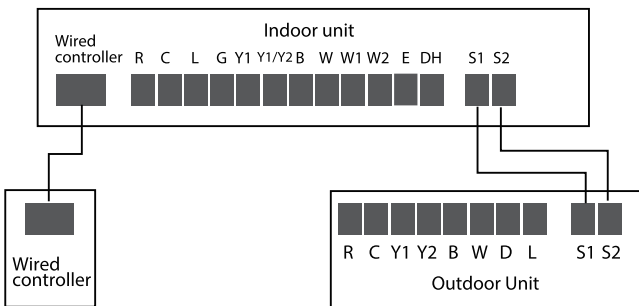 Indoor unit
Wired
controller
R C L G Y1 Y1/Y2 B W W1 W2 E DH S1 S2
Wired
controller
R C Y1 Y2 B W D L S1 S2
Outdoor Unit